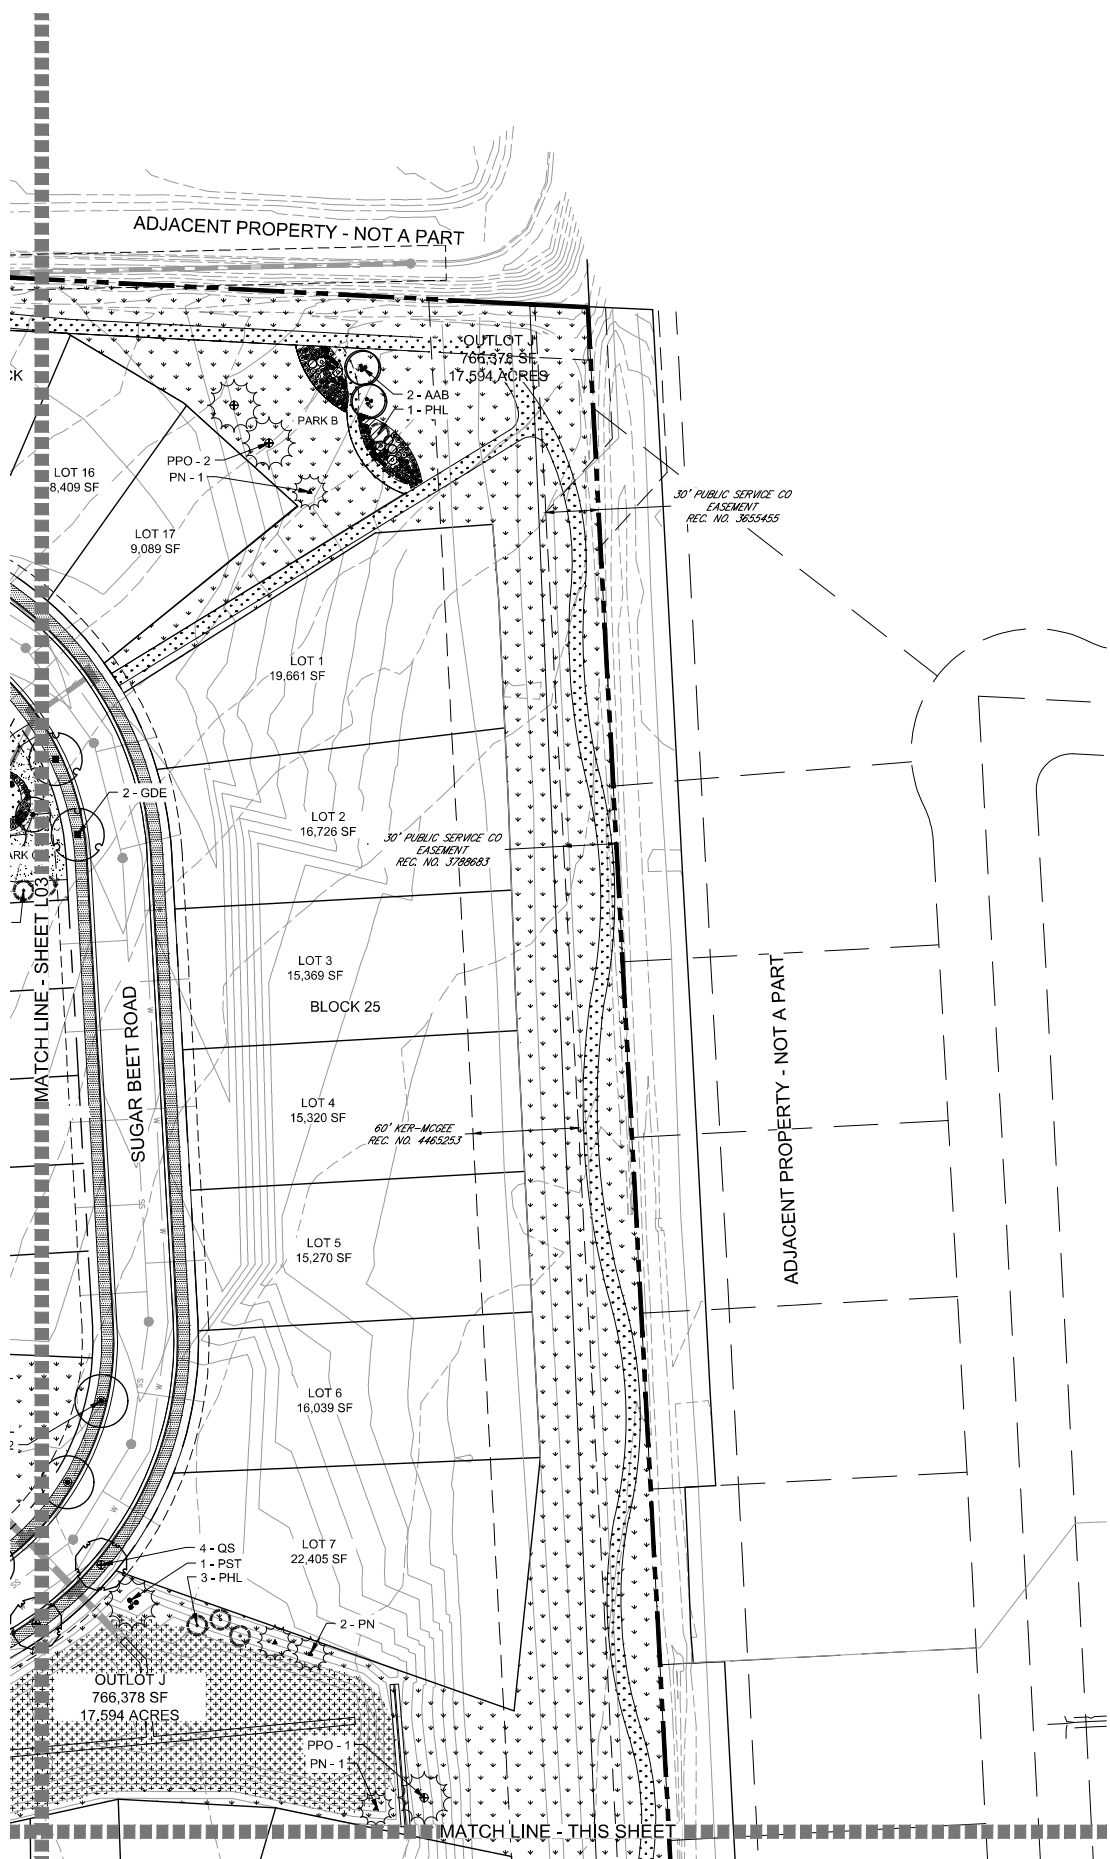 ADJACENT PROPERTY - NOT A PART
OUTLOT J
766,378 SF
17.594 ACRES
CK
2 - AAB
1 - PHL
PARK B
PPO - 2
PN - 1
LOT 16
8,409 SF
LOT 17
9,089 SF
30' PUBLIC SERVICE CO
EASEMENT
REC. NO. 3655455
LOT 1
19,661 SF
2 - GDE
LOT 2
16,726 SF
30' PUBLIC SERVICE CO
EASEMENT
REC. NO. 3788683
ARK
MATCH LINE - SHEET L03
LOT 3
15,369 SF
BLOCK 25
SUGAR BEET ROAD
ADJACENT PROPERTY - NOT A PART
W
W
LOT 4
15,320 SF
60' KER-MCGEE
REC. NO. 4465253
W
SS
W
LOT 5
15,270 SF
SS
W
LOT 6
16,039 SF
2
W
SS
LOT 7
22,405 SF
4 - QS
1 - PST
3 - PHL
2 - PN
OUTLOT J
766,378 SF
17.594 ACRES
PPO - 1
PN - 1
MATCH LINE - THIS SHEET